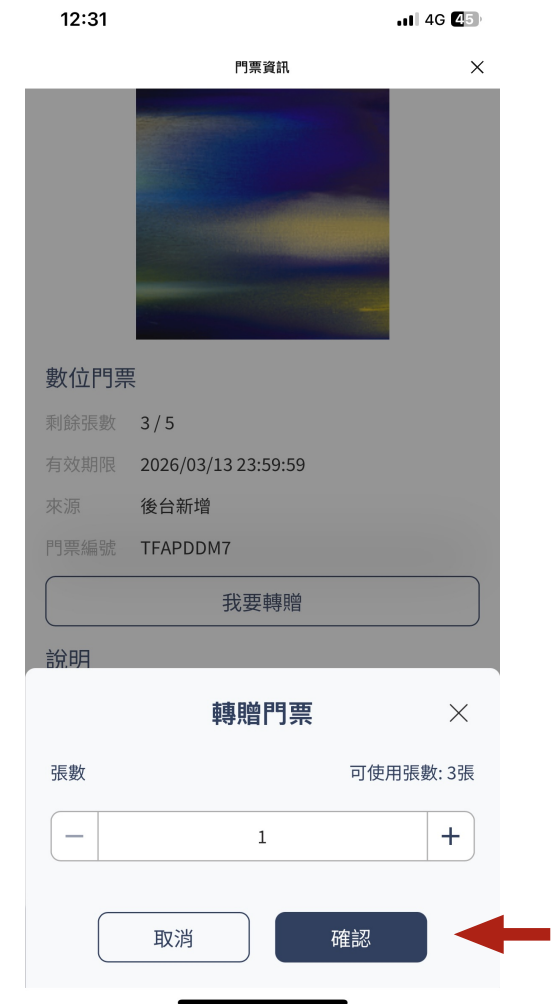 12:31 4G 45
門票資訊
數位門票
剩餘張數 3 / 5
有效期限 2026/03/13 23:59:59
來源 後台新增
門票編號 TFAPDDM7
我要轉贈
說明
轉贈門票
張數 可使用張數: 3張
1
取消 確認